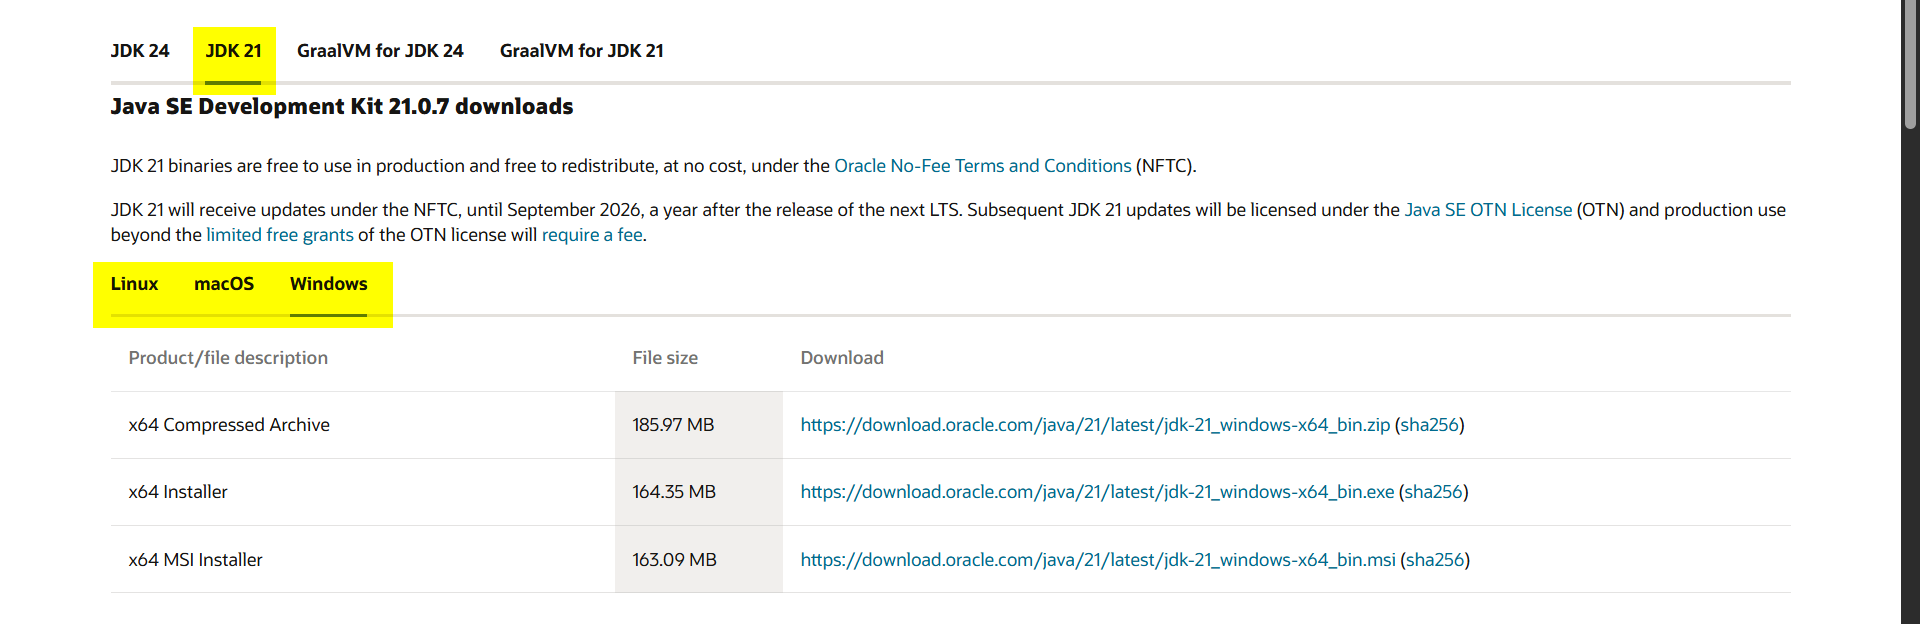 JDK 24 JDK 21 GraalVM for JDK 24 GraalVM for JDK 21
Java SE Development Kit 21.0.7 downloads
JDK 21 binaries are free to use in production and free to redistribute, at no cost, under the Oracle No-Fee Terms and Conditions (NFTC).
JDK 21 will receive updates under the NFTC, until September 2026, a year after the release of the next LTS. Subsequent JDK 21 updates will be licensed under the Java SE OTN License (OTN) and production use
beyond the limited free grants of the OTN license will require a fee.
Linux macOS Windows
Product/file description File size Download
x64 Compressed Archive 185.97 MB https://download.oracle.com/java/21/latest/jdk-21_windows-x64_bin.zip (sha256)
x64 Installer 164.35 MB https://download.oracle.com/java/21/latest/jdk-21_windows-x64_bin.exe (sha256)
x64 MSI Installer 163.09 MB https://download.oracle.com/java/21/latest/jdk-21_windows-x64_bin.msi (sha256)